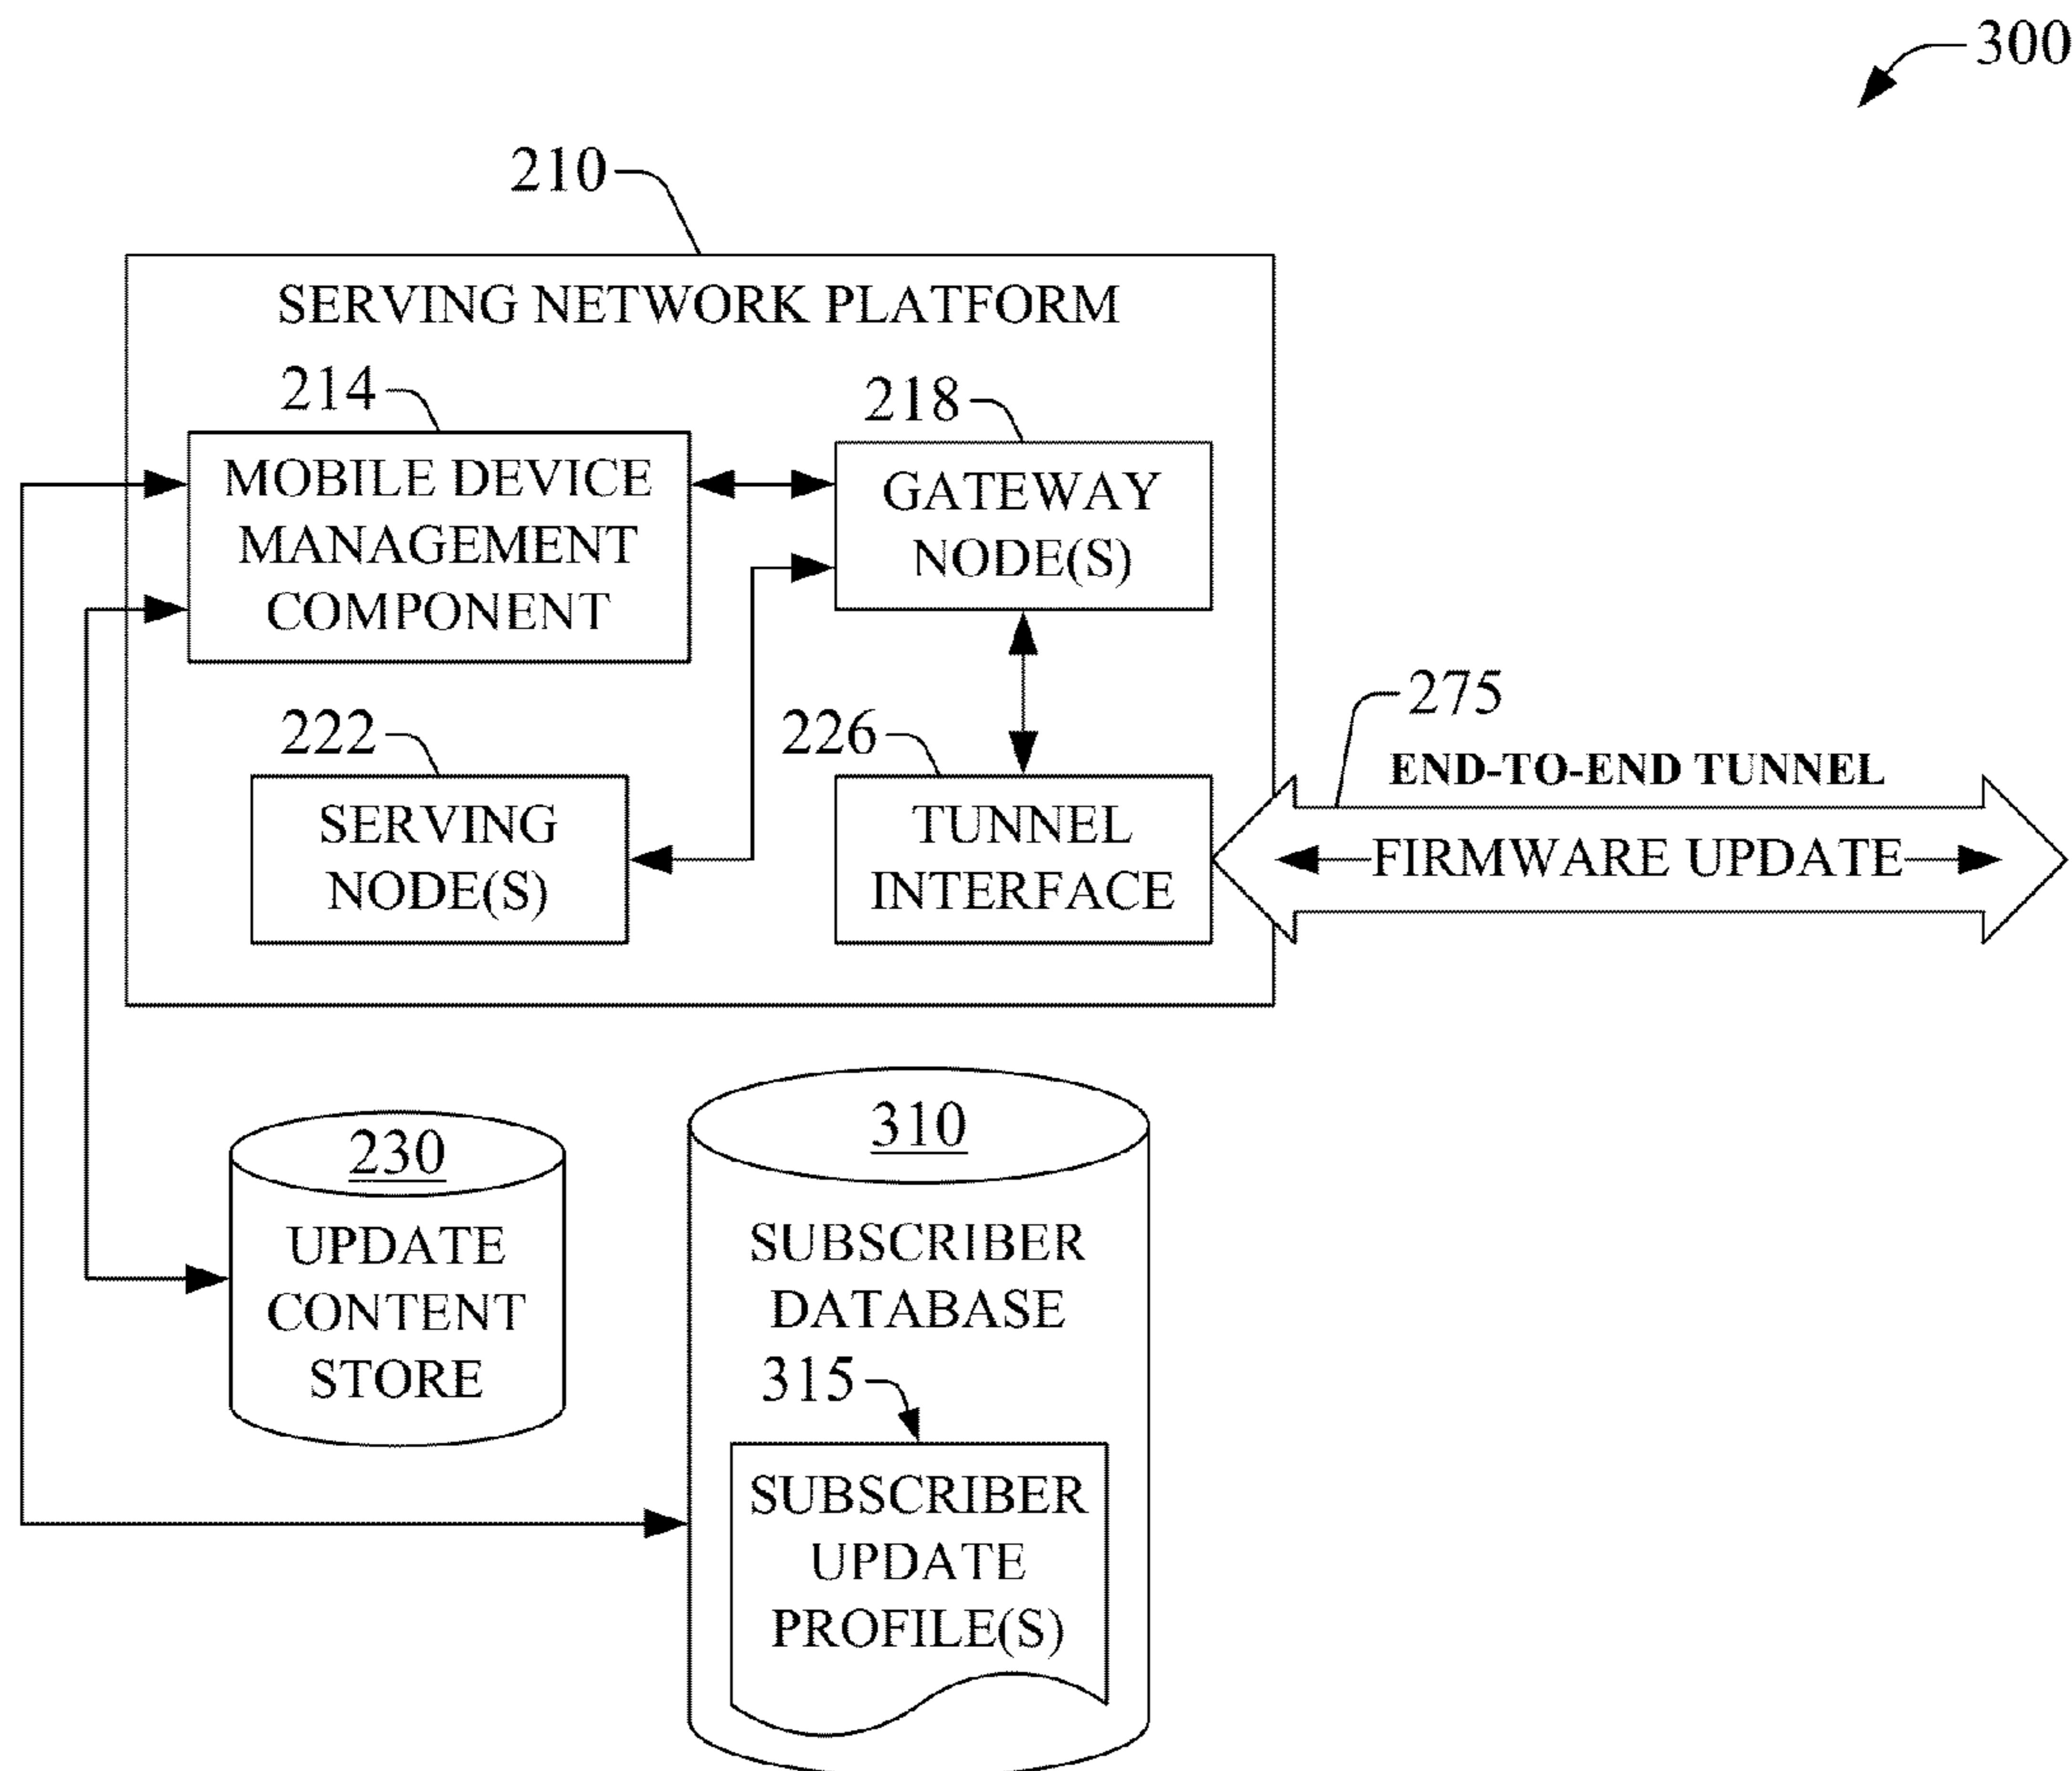 300
210
SERVING NETWORK PLATFORM
214
MOBILE DEVICE
MANAGEMENT
COMPONENT
218
GATEWAY
NODE(S)
222
SERVING
NODE(S)
226
TUNNEL
INTERFACE
275
END-TO-END TUNNEL
FIRMWARE UPDATE
230
UPDATE
CONTENT
STORE
310
SUBSCRIBER
DATABASE
315
SUBSCRIBER
UPDATE
PROFILE(S)